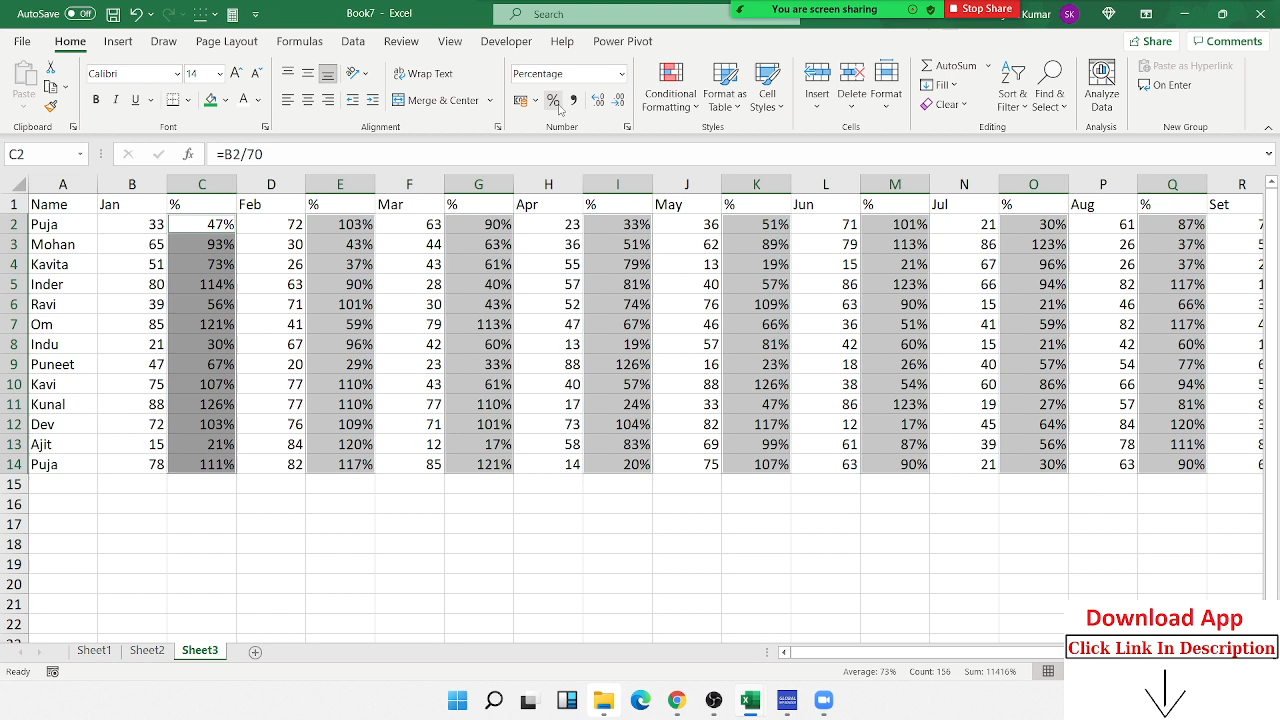 AutoSave Off
Book7 - Excel
Search
You are screen sharing
Stop Share
Kumar
SK
File Home Insert Draw Page Layout Formulas Data Review View Developer Help Power Pivot
Share Comments
Paste
Calibri 14
Wrap Text
Merge & Center
Percentage
Conditional Formatting
Format as Table
Cell Styles
Insert Delete Format
AutoSum
Fill
Clear
Sort & Filter
Find & Select
Analyze Data
Paste as Hyperlink
On Enter
Clipboard Font Alignment Number Styles Cells Editing Analysis New Group
C2 fx =B2/70
A B C D E F G H I J K L M N O P Q R
1 Name Jan % Feb % Mar % Apr % May % Jun % Jul % Aug % Set
2 Puja 33 47% 72 103% 63 90% 23 33% 36 51% 71 101% 21 30% 61 87%
3 Mohan 65 93% 30 43% 44 63% 36 51% 62 89% 79 113% 86 123% 26 37%
4 Kavita 51 73% 26 37% 43 61% 55 79% 13 19% 15 21% 67 96% 26 37%
5 Inder 80 114% 63 90% 28 40% 57 81% 40 57% 86 123% 66 94% 82 117%
6 Ravi 39 56% 71 101% 30 43% 52 74% 76 109% 63 90% 15 21% 46 66%
7 Om 85 121% 41 59% 79 113% 47 67% 46 66% 36 51% 41 59% 82 117%
8 Indu 21 30% 67 96% 42 60% 13 19% 57 81% 42 60% 15 21% 42 60%
9 Puneet 47 67% 20 29% 23 33% 88 126% 16 23% 18 26% 40 57% 54 77%
10 Kavi 75 107% 77 110% 43 61% 40 57% 88 126% 38 54% 60 86% 66 94%
11 Kunal 88 126% 77 110% 77 110% 17 24% 33 47% 86 123% 19 27% 57 81%
12 Dev 72 103% 76 109% 71 101% 73 104% 82 117% 12 17% 45 64% 84 120%
13 Ajit 15 21% 84 120% 12 17% 58 83% 69 99% 61 87% 39 56% 78 111%
14 Puja 78 111% 82 117% 85 121% 14 20% 75 107% 63 90% 21 30% 63 90%
15
16
17
18
19
20
21
22
Download App
Click Link In Description
Sheet1 Sheet2 Sheet3
Ready
Average: 73% Count: 156 Sum: 11416%